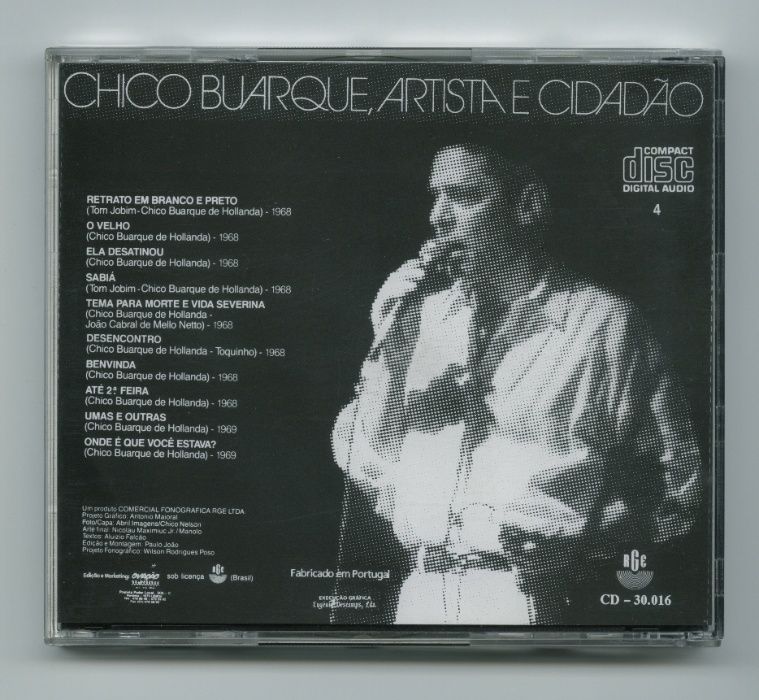 CHICO BUARQUE, ARTISTA E CIDADÃO
COMPACT
disc
DIGITAL AUDIO
4
RETRATO EM BRANCO E PRETO
(Tom Jobim-Chico Buarque de Hollanda) - 1968
O VELHO
(Chico Buarque de Hollanda) - 1968
ELA DESATINOU
(Chico Buarque de Hollanda) - 1968
SABIÁ
(Tom Jobim-Chico Buarque de Hollanda) - 1968
TEMA PARA MORTE E VIDA SEVERINA
(Chico Buarque de Hollanda -
João Cabral de Mello Netto) - 1968
DESENCONTRO
(Chico Buarque de Hollanda - Toquinho) - 1968
BENVINDA
(Chico Buarque de Hollanda) - 1968
ATÉ 2ª FEIRA
(Chico Buarque de Hollanda) - 1968
UMAS E OUTRAS
(Chico Buarque de Hollanda) - 1969
ONDE É QUE VOCÊ ESTAVA?
(Chico Buarque de Hollanda) - 1969
Um produto COMERCIAL FONOGRAFICA RGE LTDA.
Projeto Gráfico: Antonio Maioral
Foto/Capa: Abril Imagens/Chico Nelson
Arte final: Nicolau Maximiuc Jr./Manolo
Textos: Aluizio Falcão
Edição e Montagem: Paulo João
Projeto Fonográfico: Wilson Rodrigues Poso
Edição e Marketing:
sob licença RGE (Brasil)
Fabricado em Portugal
EXECUÇÃO GRÁFICA
RGE
CD - 30.016